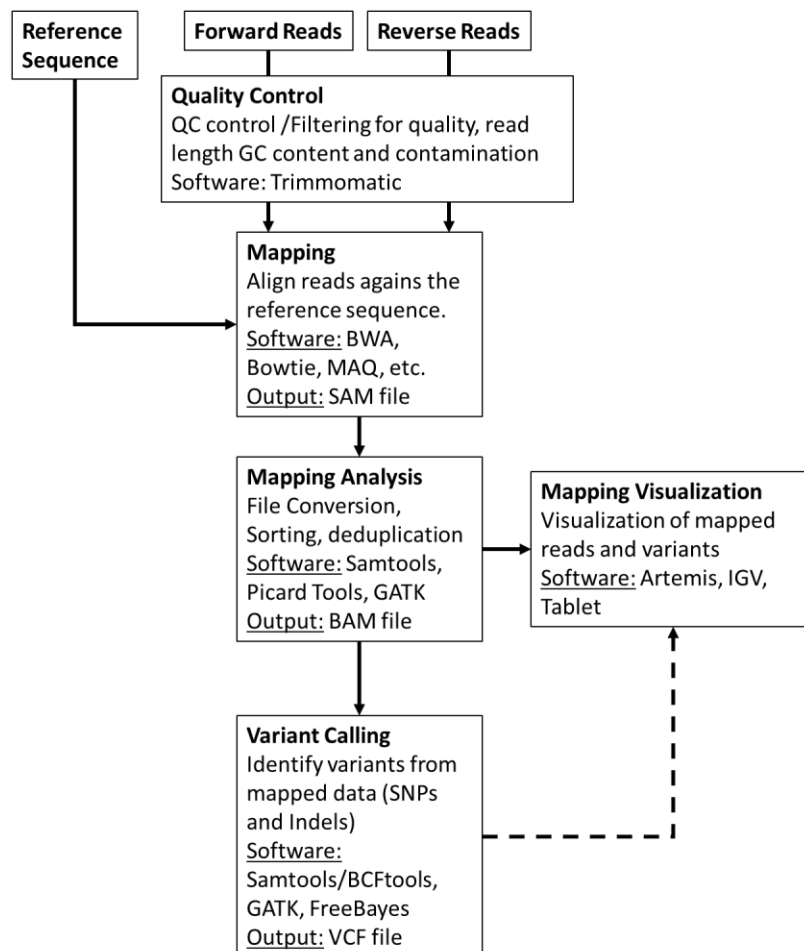 Reference
Sequence
Forward Reads
Reverse Reads
Quality Control
QC control /Filtering for quality, read
length GC content and contamination
Software: Trimmomatic
Mapping
Align reads agains the
reference sequence.
Software: BWA,
Bowtie, MAQ, etc.
Output: SAM file
Mapping Analysis
File Conversion,
Sorting, deduplication
Software: Samtools,
Picard Tools, GATK
Output: BAM file
Mapping Visualization
Visualization of mapped
reads and variants
Software: Artemis, IGV,
Tablet
Variant Calling
Identify variants from
mapped data (SNPs
and Indels)
Software:
Samtools/BCFtools,
GATK, FreeBayes
Output: VCF file